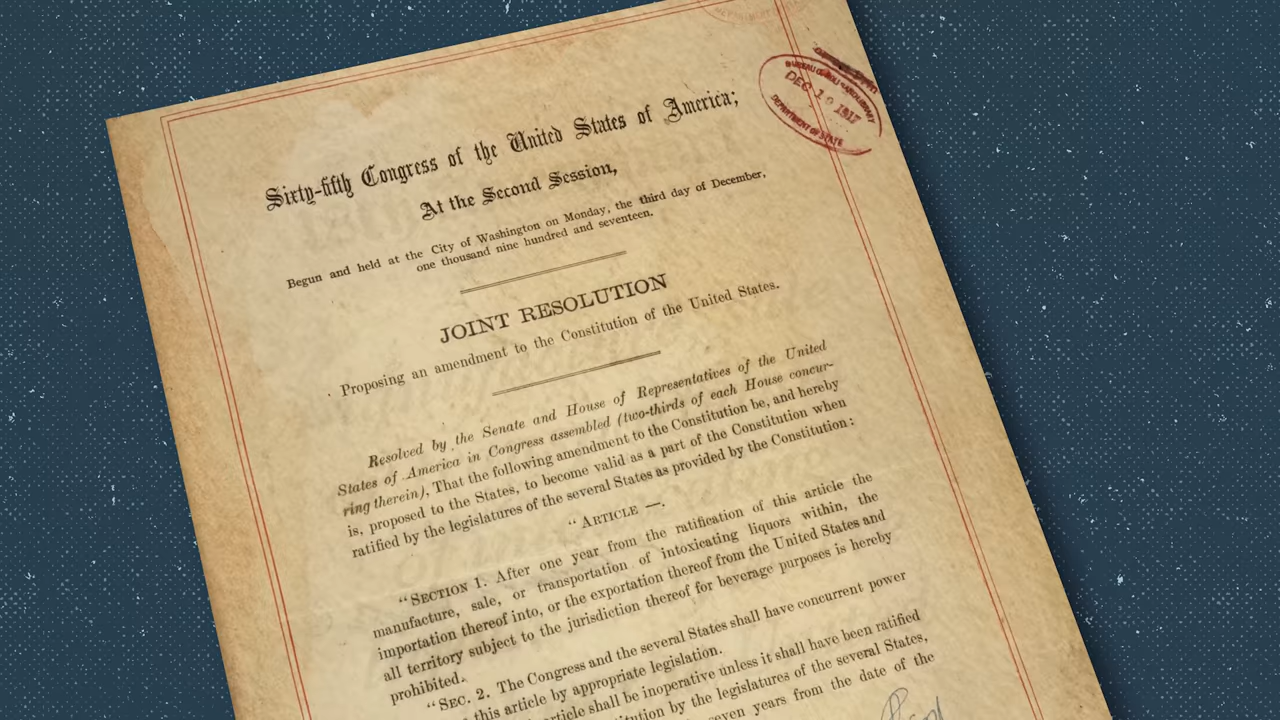 Sixty-fifth Congress of the United States of America;
At the Second Session,
Begun and held at the City of Washington on Monday, the third day of December,
one thousand nine hundred and seventeen.
JOINT RESOLUTION
Proposing an amendment to the Constitution of the United States.
Resolved by the Senate and House of Representatives of the United
States of America in Congress assembled (two-thirds of each House concur-
ring therein), That the following amendment to the Constitution be, and hereby
is, proposed to the States, to become valid as a part of the Constitution when
ratified by the legislatures of the several States as provided by the Constitution:
“ARTICLE —.
“SECTION 1. After one year from the ratification of this article the
manufacture, sale, or transportation of intoxicating liquors within, the
importation thereof into, or the exportation thereof from the United States and
all territory subject to the jurisdiction thereof for beverage purposes is hereby
prohibited.
“SEC. 2. The Congress and the several States shall have concurrent power
this article by appropriate legislation.
article shall be inoperative unless it shall have been ratified
by the legislatures of the several States,
years from the date of the
DEC 1 1917
DEPARTMENT OF STATE